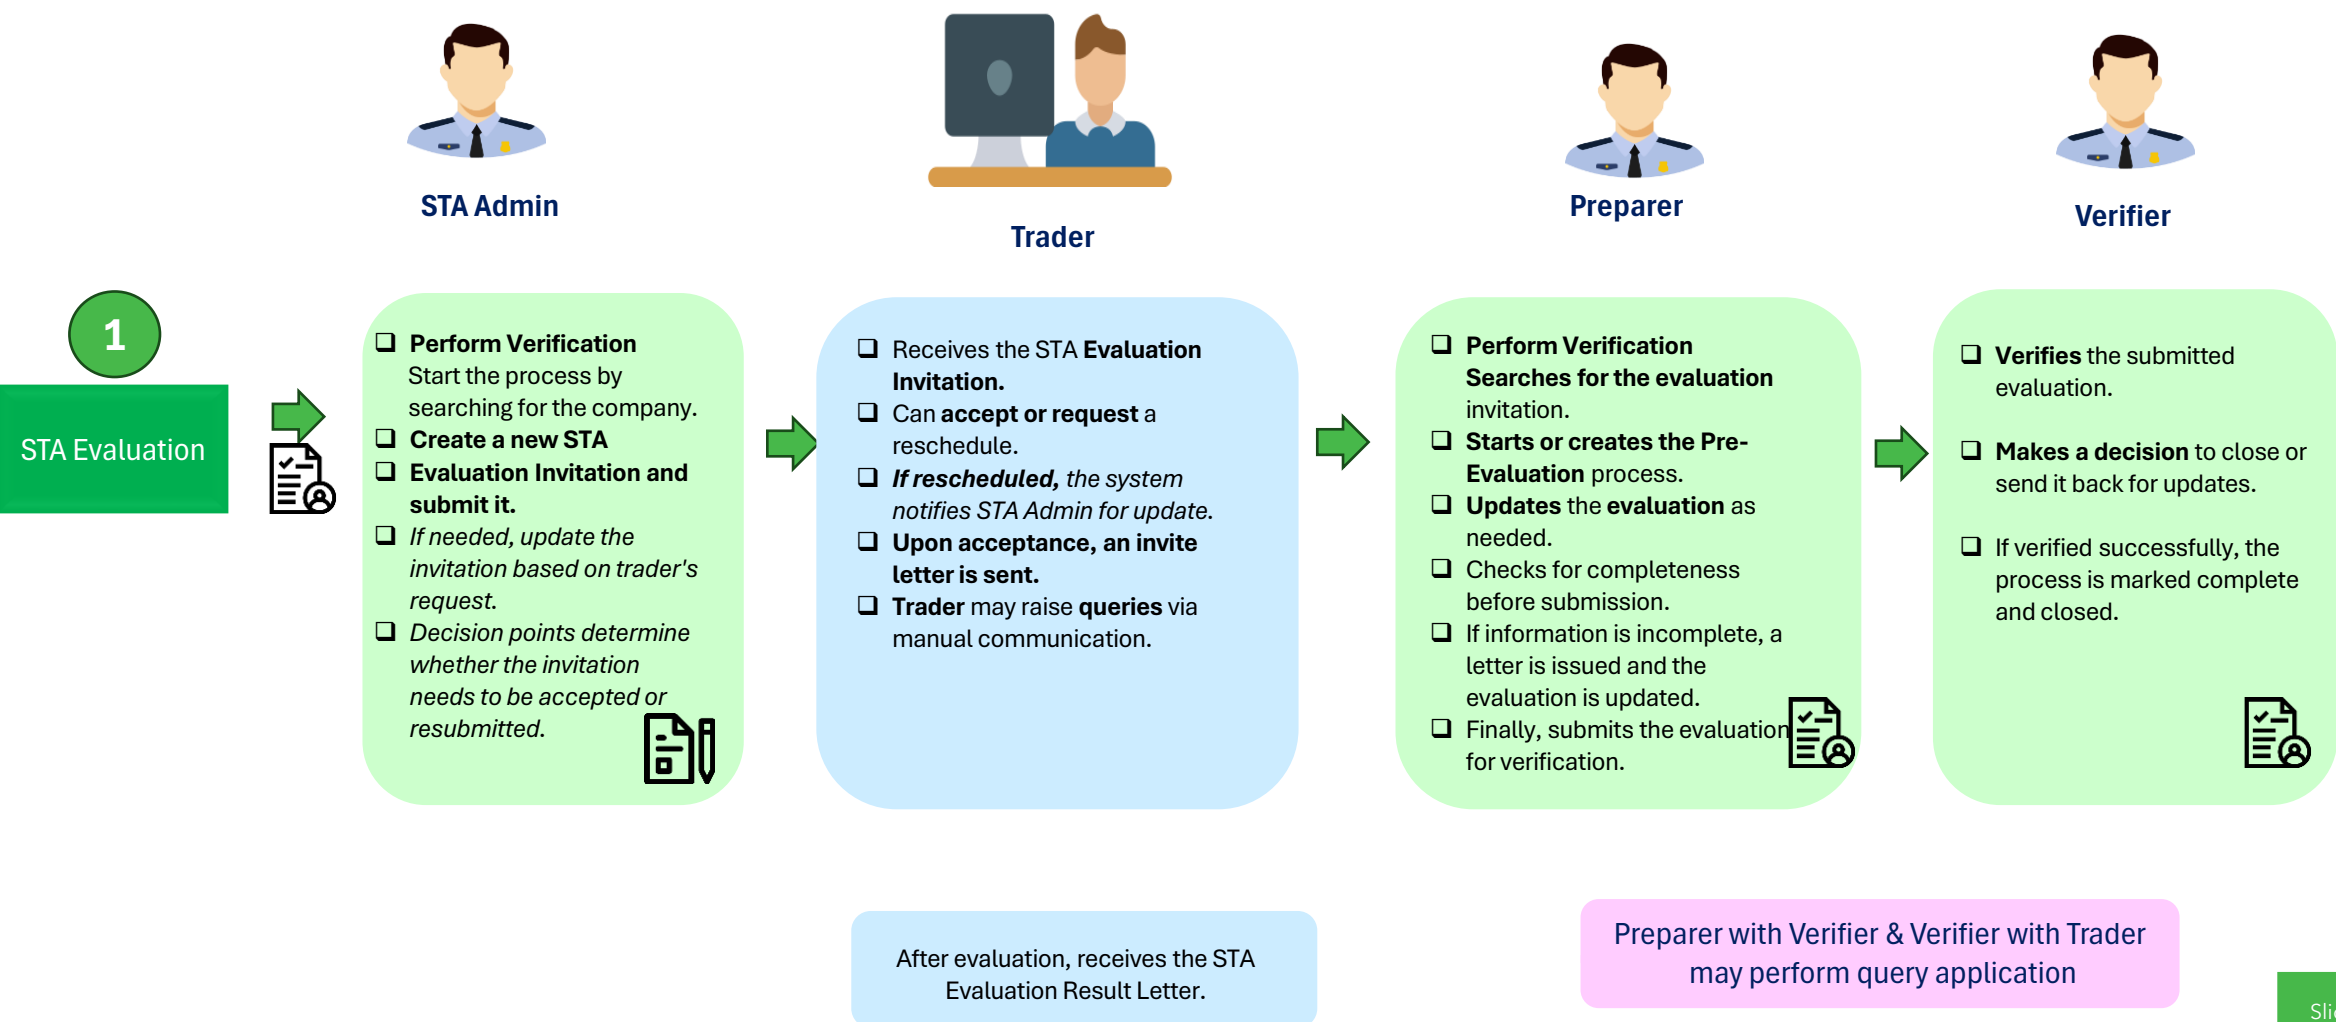 STA Admin
Trader
Preparer
Verifier
1
STA Evaluation
❑ Perform Verification
Start the process by
searching for the company.
❑ Create a new STA
❑ Evaluation Invitation and
submit it.
❑ If needed, update the
invitation based on trader's
request.
❑ Decision points determine
whether the invitation
needs to be accepted or
resubmitted.
❑ Receives the STA Evaluation
Invitation.
❑ Can accept or request a
reschedule.
❑ If rescheduled, the system
notifies STA Admin for update.
❑ Upon acceptance, an invite
letter is sent.
❑ Trader may raise queries via
manual communication.
❑ Perform Verification
Searches for the evaluation
invitation.
❑ Starts or creates the Pre-
Evaluation process.
❑ Updates the evaluation as
needed.
❑ Checks for completeness
before submission.
❑ If information is incomplete, a
letter is issued and the
evaluation is updated.
❑ Finally, submits the evaluation
for verification.
❑ Verifies the submitted
evaluation.
❑ Makes a decision to close or
send it back for updates.
❑ If verified successfully, the
process is marked complete
and closed.
After evaluation, receives the STA
Evaluation Result Letter.
Preparer with Verifier & Verifier with Trader
may perform query application